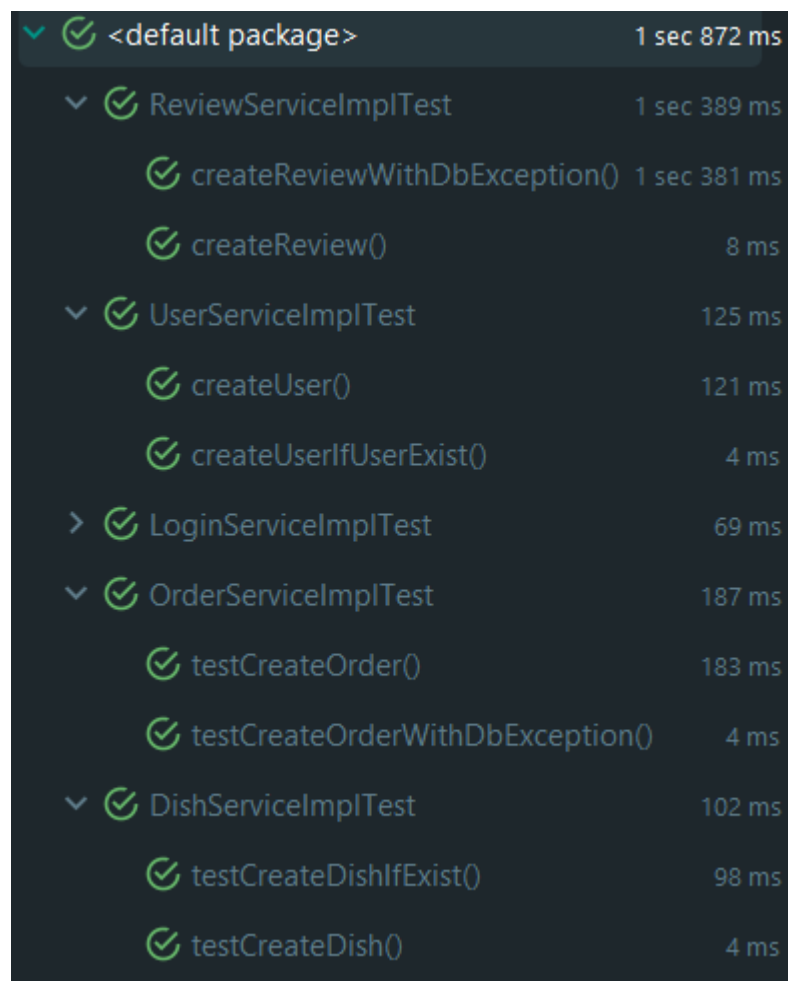 <default package> 1 sec 872 ms
ReviewServiceImplTest 1 sec 389 ms
createReviewWithDbException() 1 sec 381 ms
createReview() 8 ms
UserServiceImplTest 125 ms
createUser() 121 ms
createUserIfUserExist() 4 ms
LoginServiceImplTest 69 ms
OrderServiceImplTest 187 ms
testCreateOrder() 183 ms
testCreateOrderWithDbException() 4 ms
DishServiceImplTest 102 ms
testCreateDishIfExist() 98 ms
testCreateDish() 4 ms